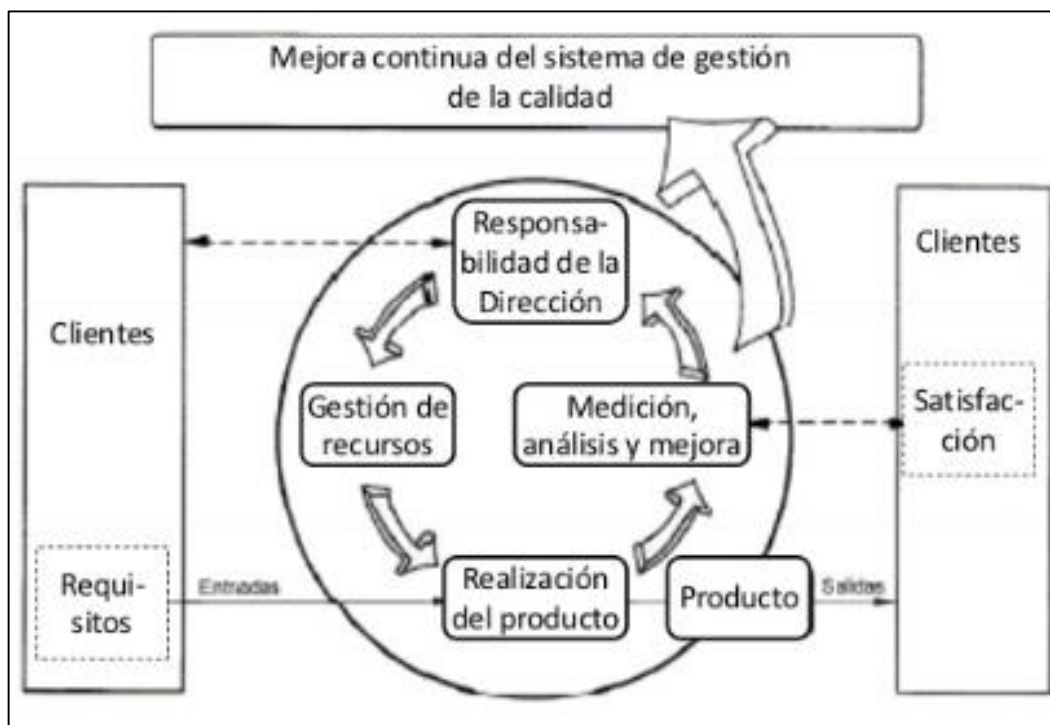 Mejora continua del sistema de gestión
de la calidad
Responsa-
bilidad de la
Dirección
Clientes
Clientes
Gestión de
recursos
Medición,
análisis y mejora
Satisfac-
ción
Requi-
sitos
Entradas
Realización
del producto
Producto
Salidas